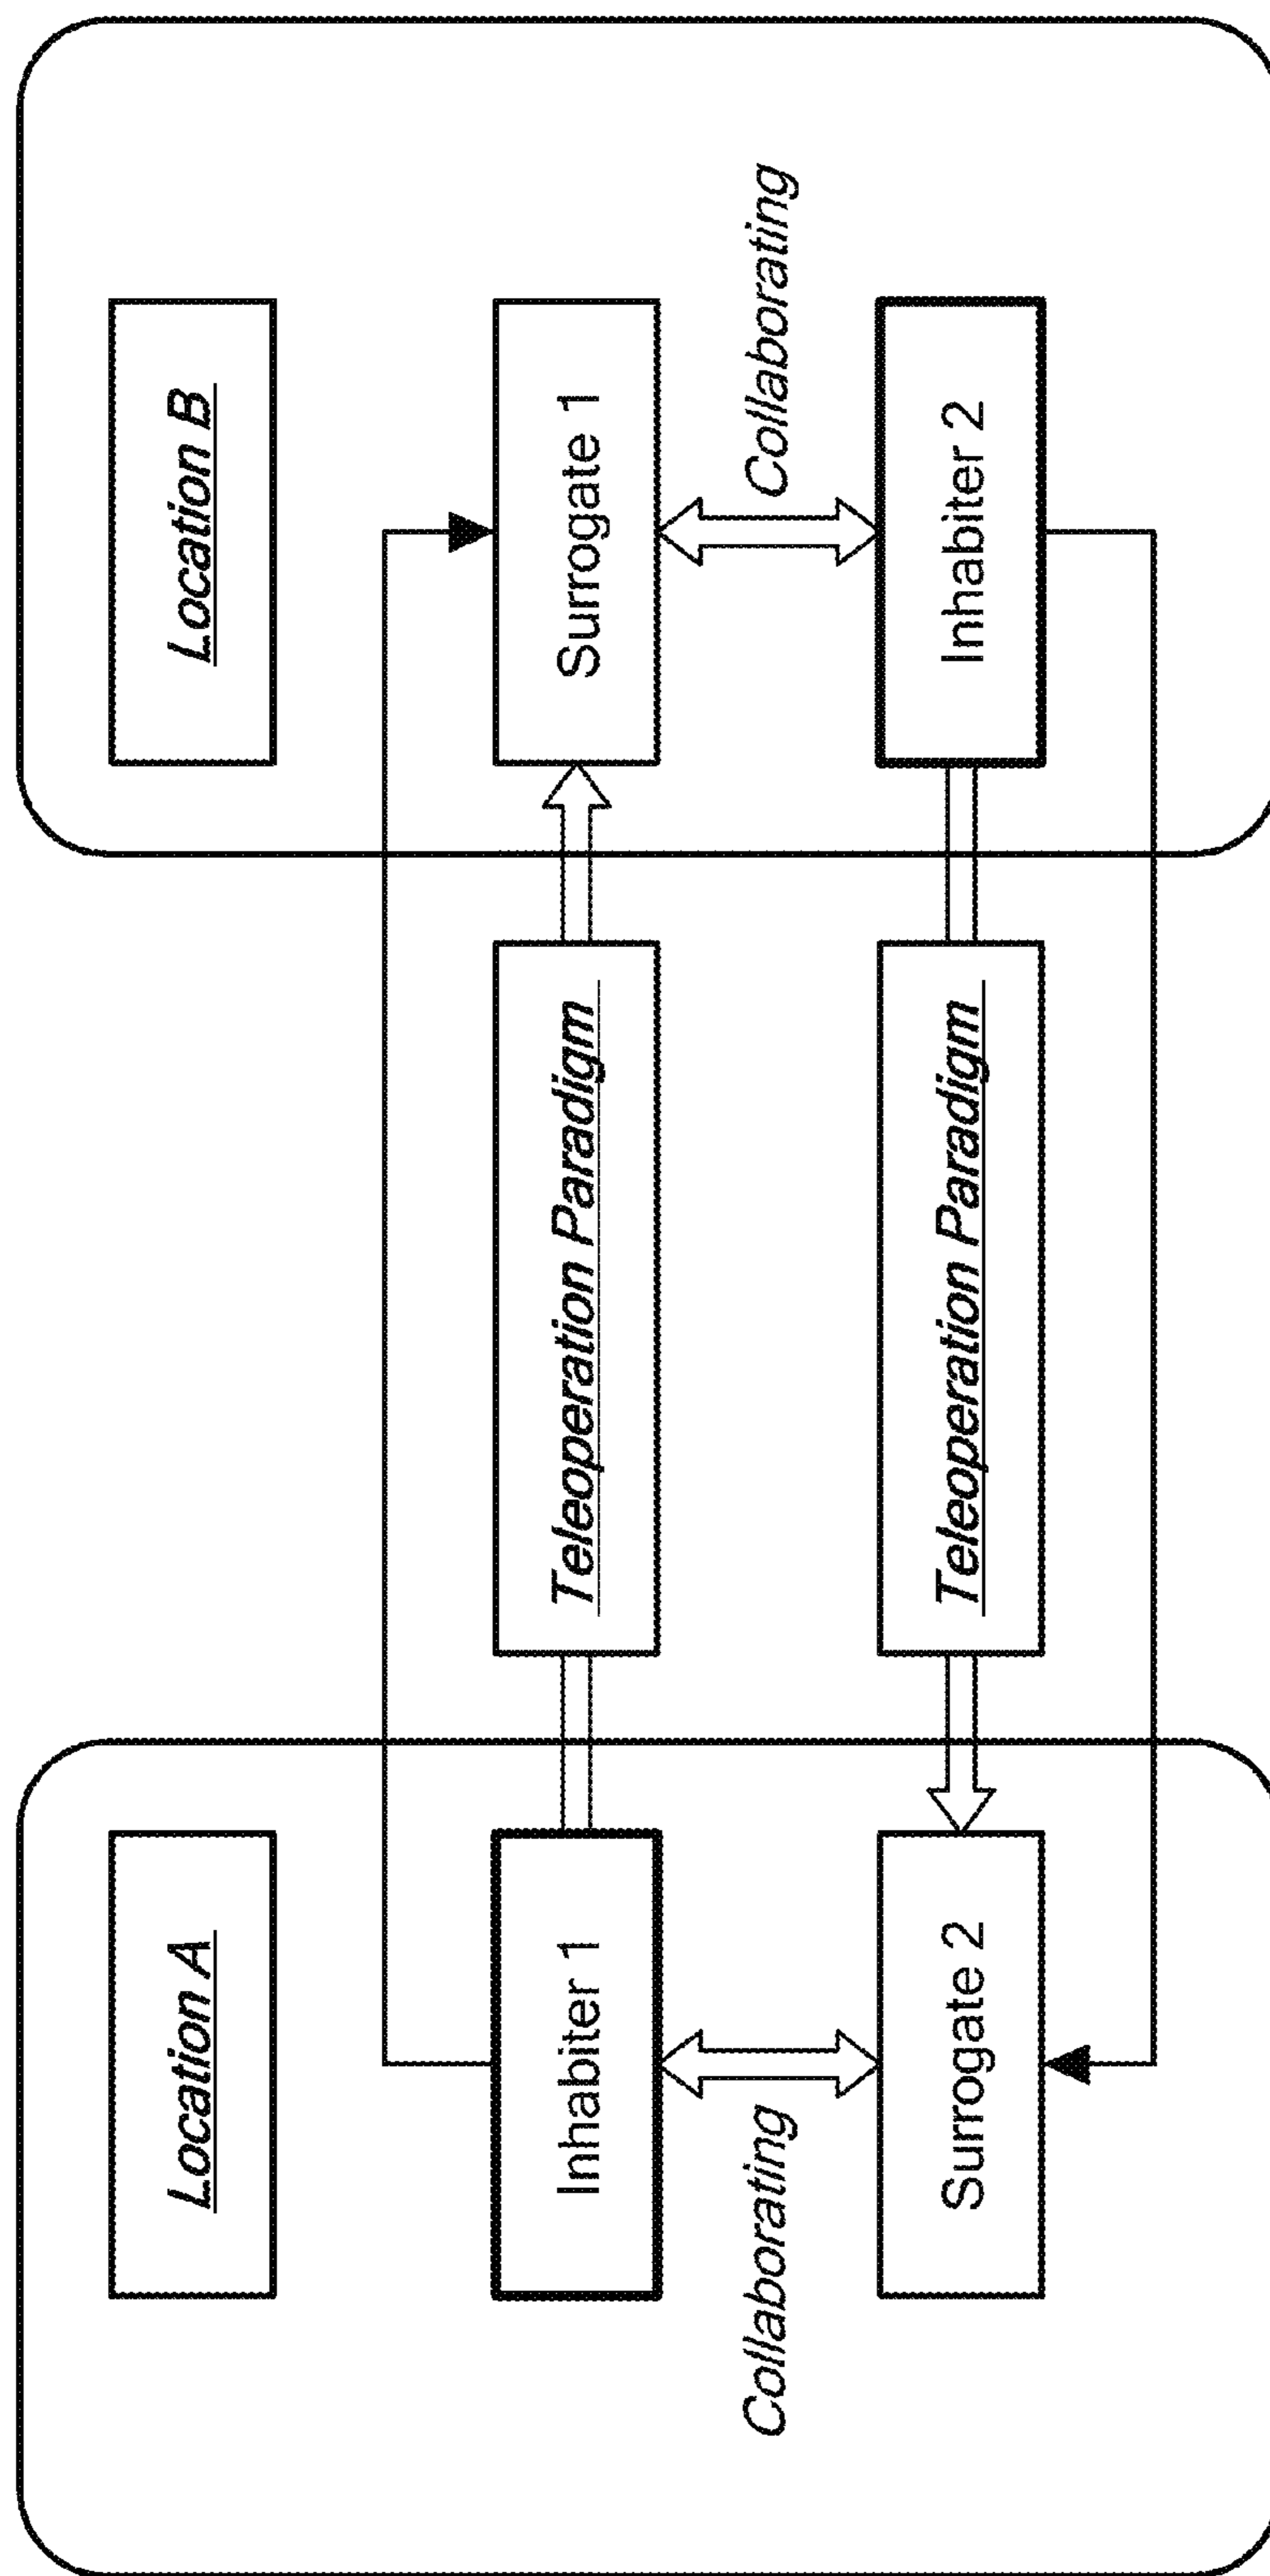 Location A
Location B
Inhabiter 1
Teleoperation Paradigm
Surrogate 1
Collaborating
Collaborating
Surrogate 2
Teleoperation Paradigm
Inhabiter 2